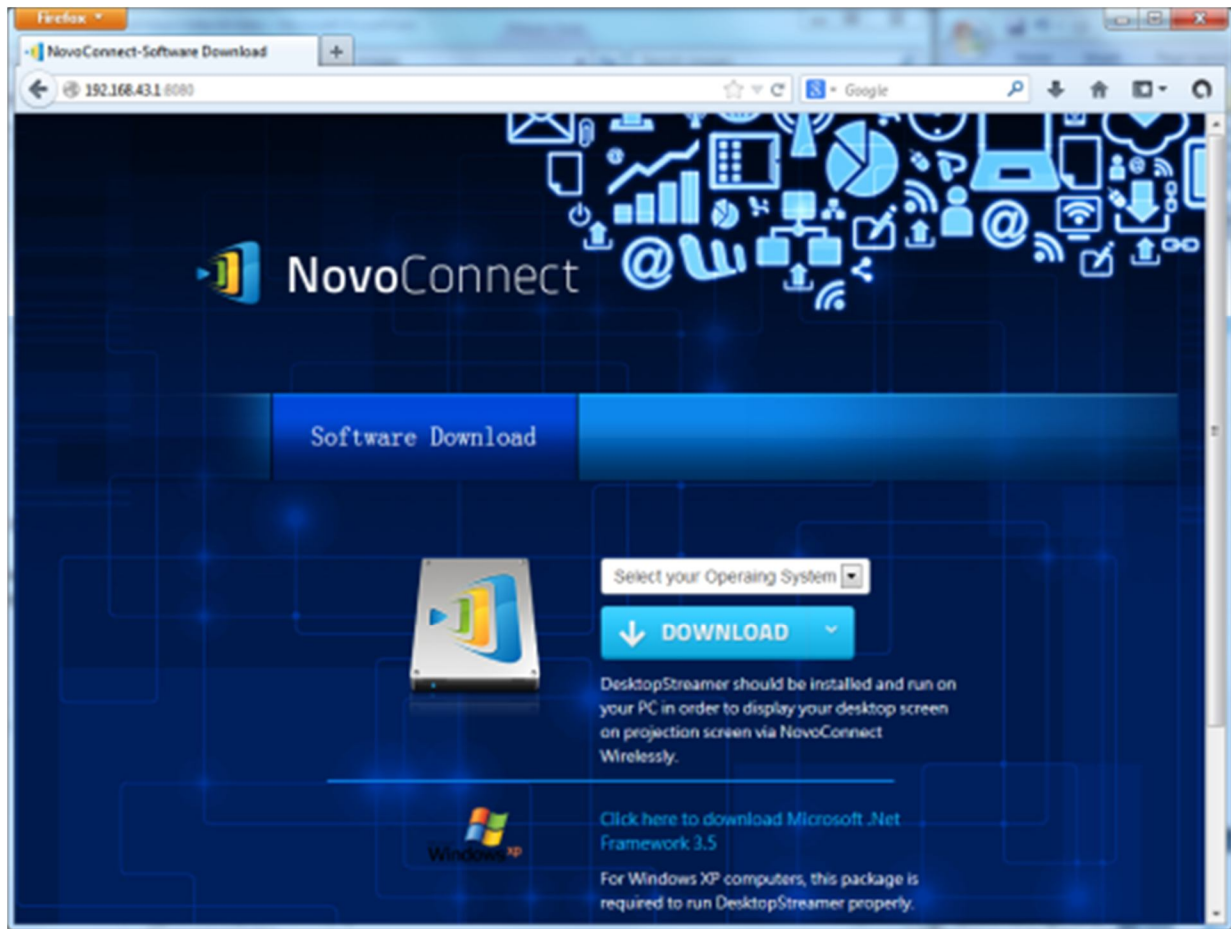 Firefox
NovoConnect-Software Download
192.168.43.1:8080
Google
NovoConnect
Software Download
Select your Operaing System
DOWNLOAD
DesktopStreamer should be installed and run on
your PC in order to display your desktop screen
on projection screen via NovoConnect
Wirelessly.
Click here to download Microsoft .Net
Framework 3.5
Windows xp
For Windows XP computers, this package is
required to run DesktopStreamer properly.